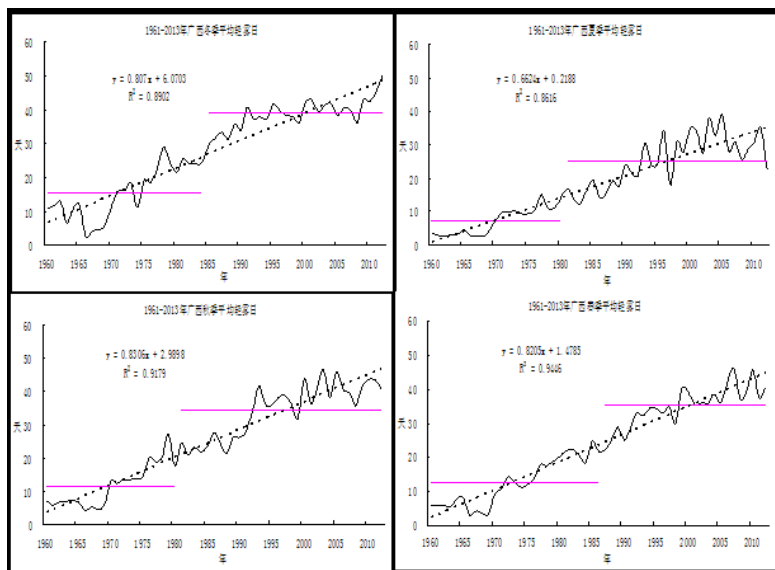 1961-2013年广西冬季平均轻雾日
y = 0.807x + 6.0703
R² = 0.8902
天
60
50
40
30
20
10
0
1960 1965 1970 1975 1980 1985 1990 1995 2000 2005 2010
年
1961-2013年广西夏季平均轻雾日
y = 0.6624x + 0.2188
R² = 0.8616
天
60
50
40
30
20
10
0
1960 1965 1970 1975 1980 1985 1990 1995 2000 2005 2010
年
1961-2013年广西秋季平均轻雾日
y = 0.8306x + 2.9898
R² = 0.9179
天
60
50
40
30
20
10
0
1960 1965 1970 1975 1980 1985 1990 1995 2000 2005 2010
年
1961-2013年广西春季平均轻雾日
y = 0.8205x + 1.4785
R² = 0.9446
天
60
50
40
30
20
10
0
1960 1965 1970 1975 1980 1985 1990 1995 2000 2005 2010
年